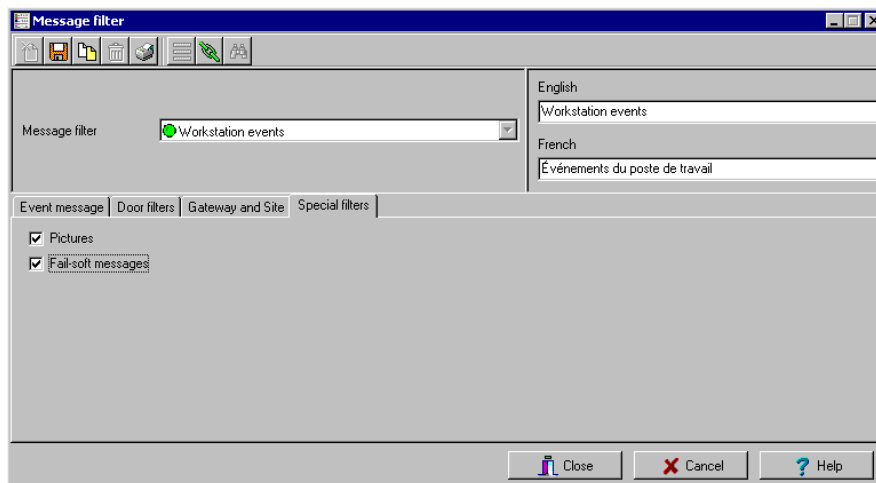 Message filter
English
Workstation events
Message filter
Workstation events
French
Événements du poste de travail
Event message
Door filters
Gateway and Site
Special filters
Pictures
Fail-soft messages
Close
Cancel
? Help